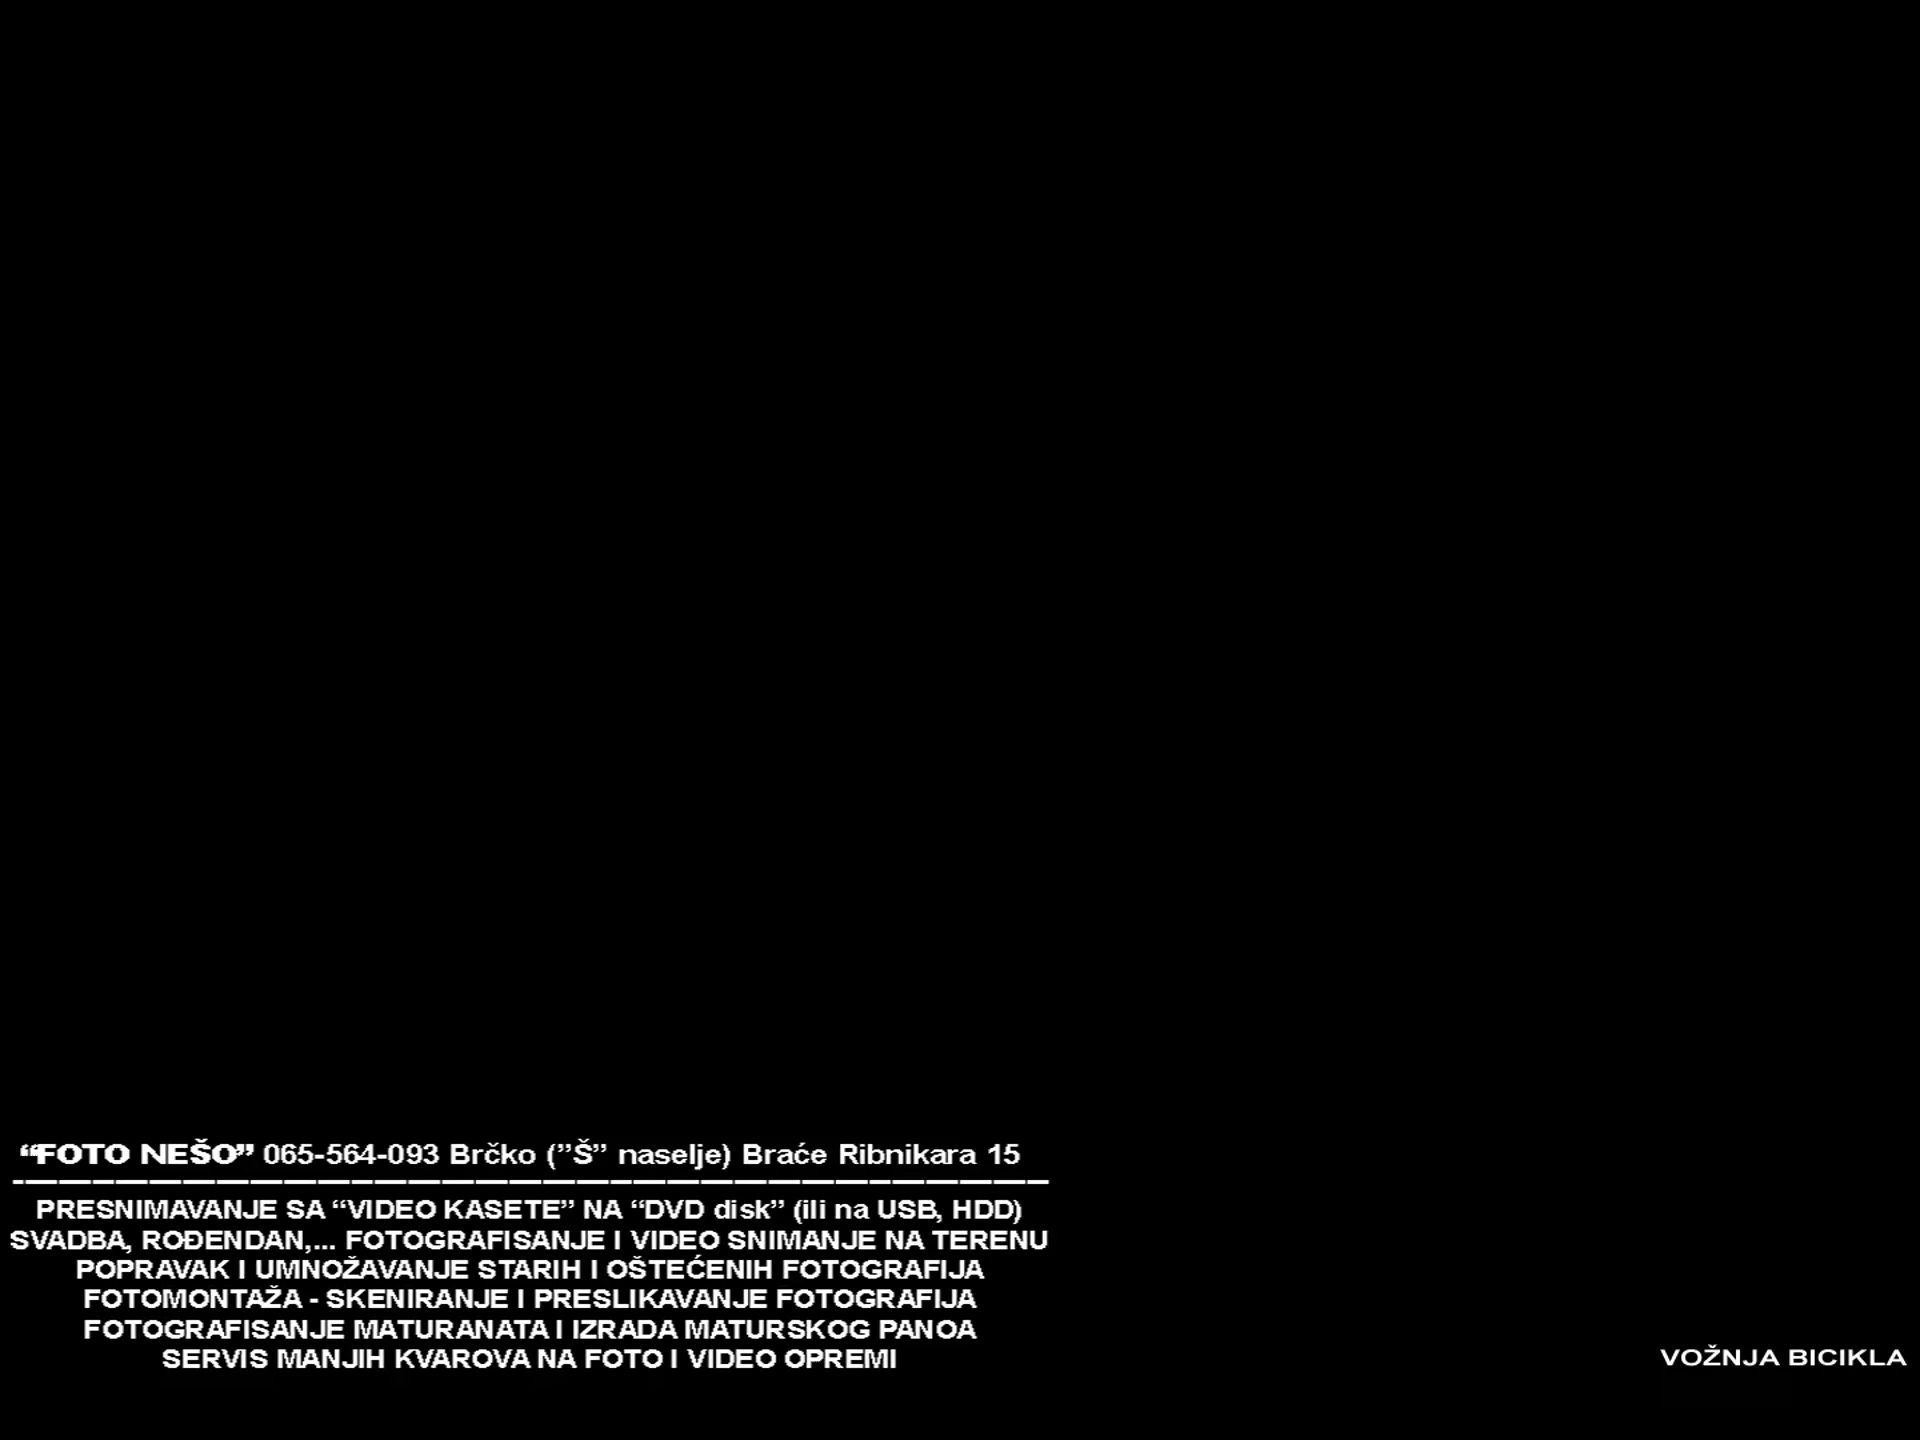 “FOTO NEŠO” 065-564-093 Brčko (”Š” naselje) Braće Ribnikara 15
PRESNIMAVANJE SA “VIDEO KASETE” NA “DVD disk” (ili na USB, HDD)
SVADBA, ROĐENDAN,... FOTOGRAFISANJE I VIDEO SNIMANJE NA TERENU
POPRAVAK I UMNOŽAVANJE STARIH I OŠTEĆENIH FOTOGRAFIJA
FOTOMONTAŽA - SKENIRANJE I PRESLIKAVANJE FOTOGRAFIJA
FOTOGRAFISANJE MATURANATA I IZRADA MATURSKOG PANOA
SERVIS MANJIH KVAROVA NA FOTO I VIDEO OPREMI
VOŽNJA BICIKLA